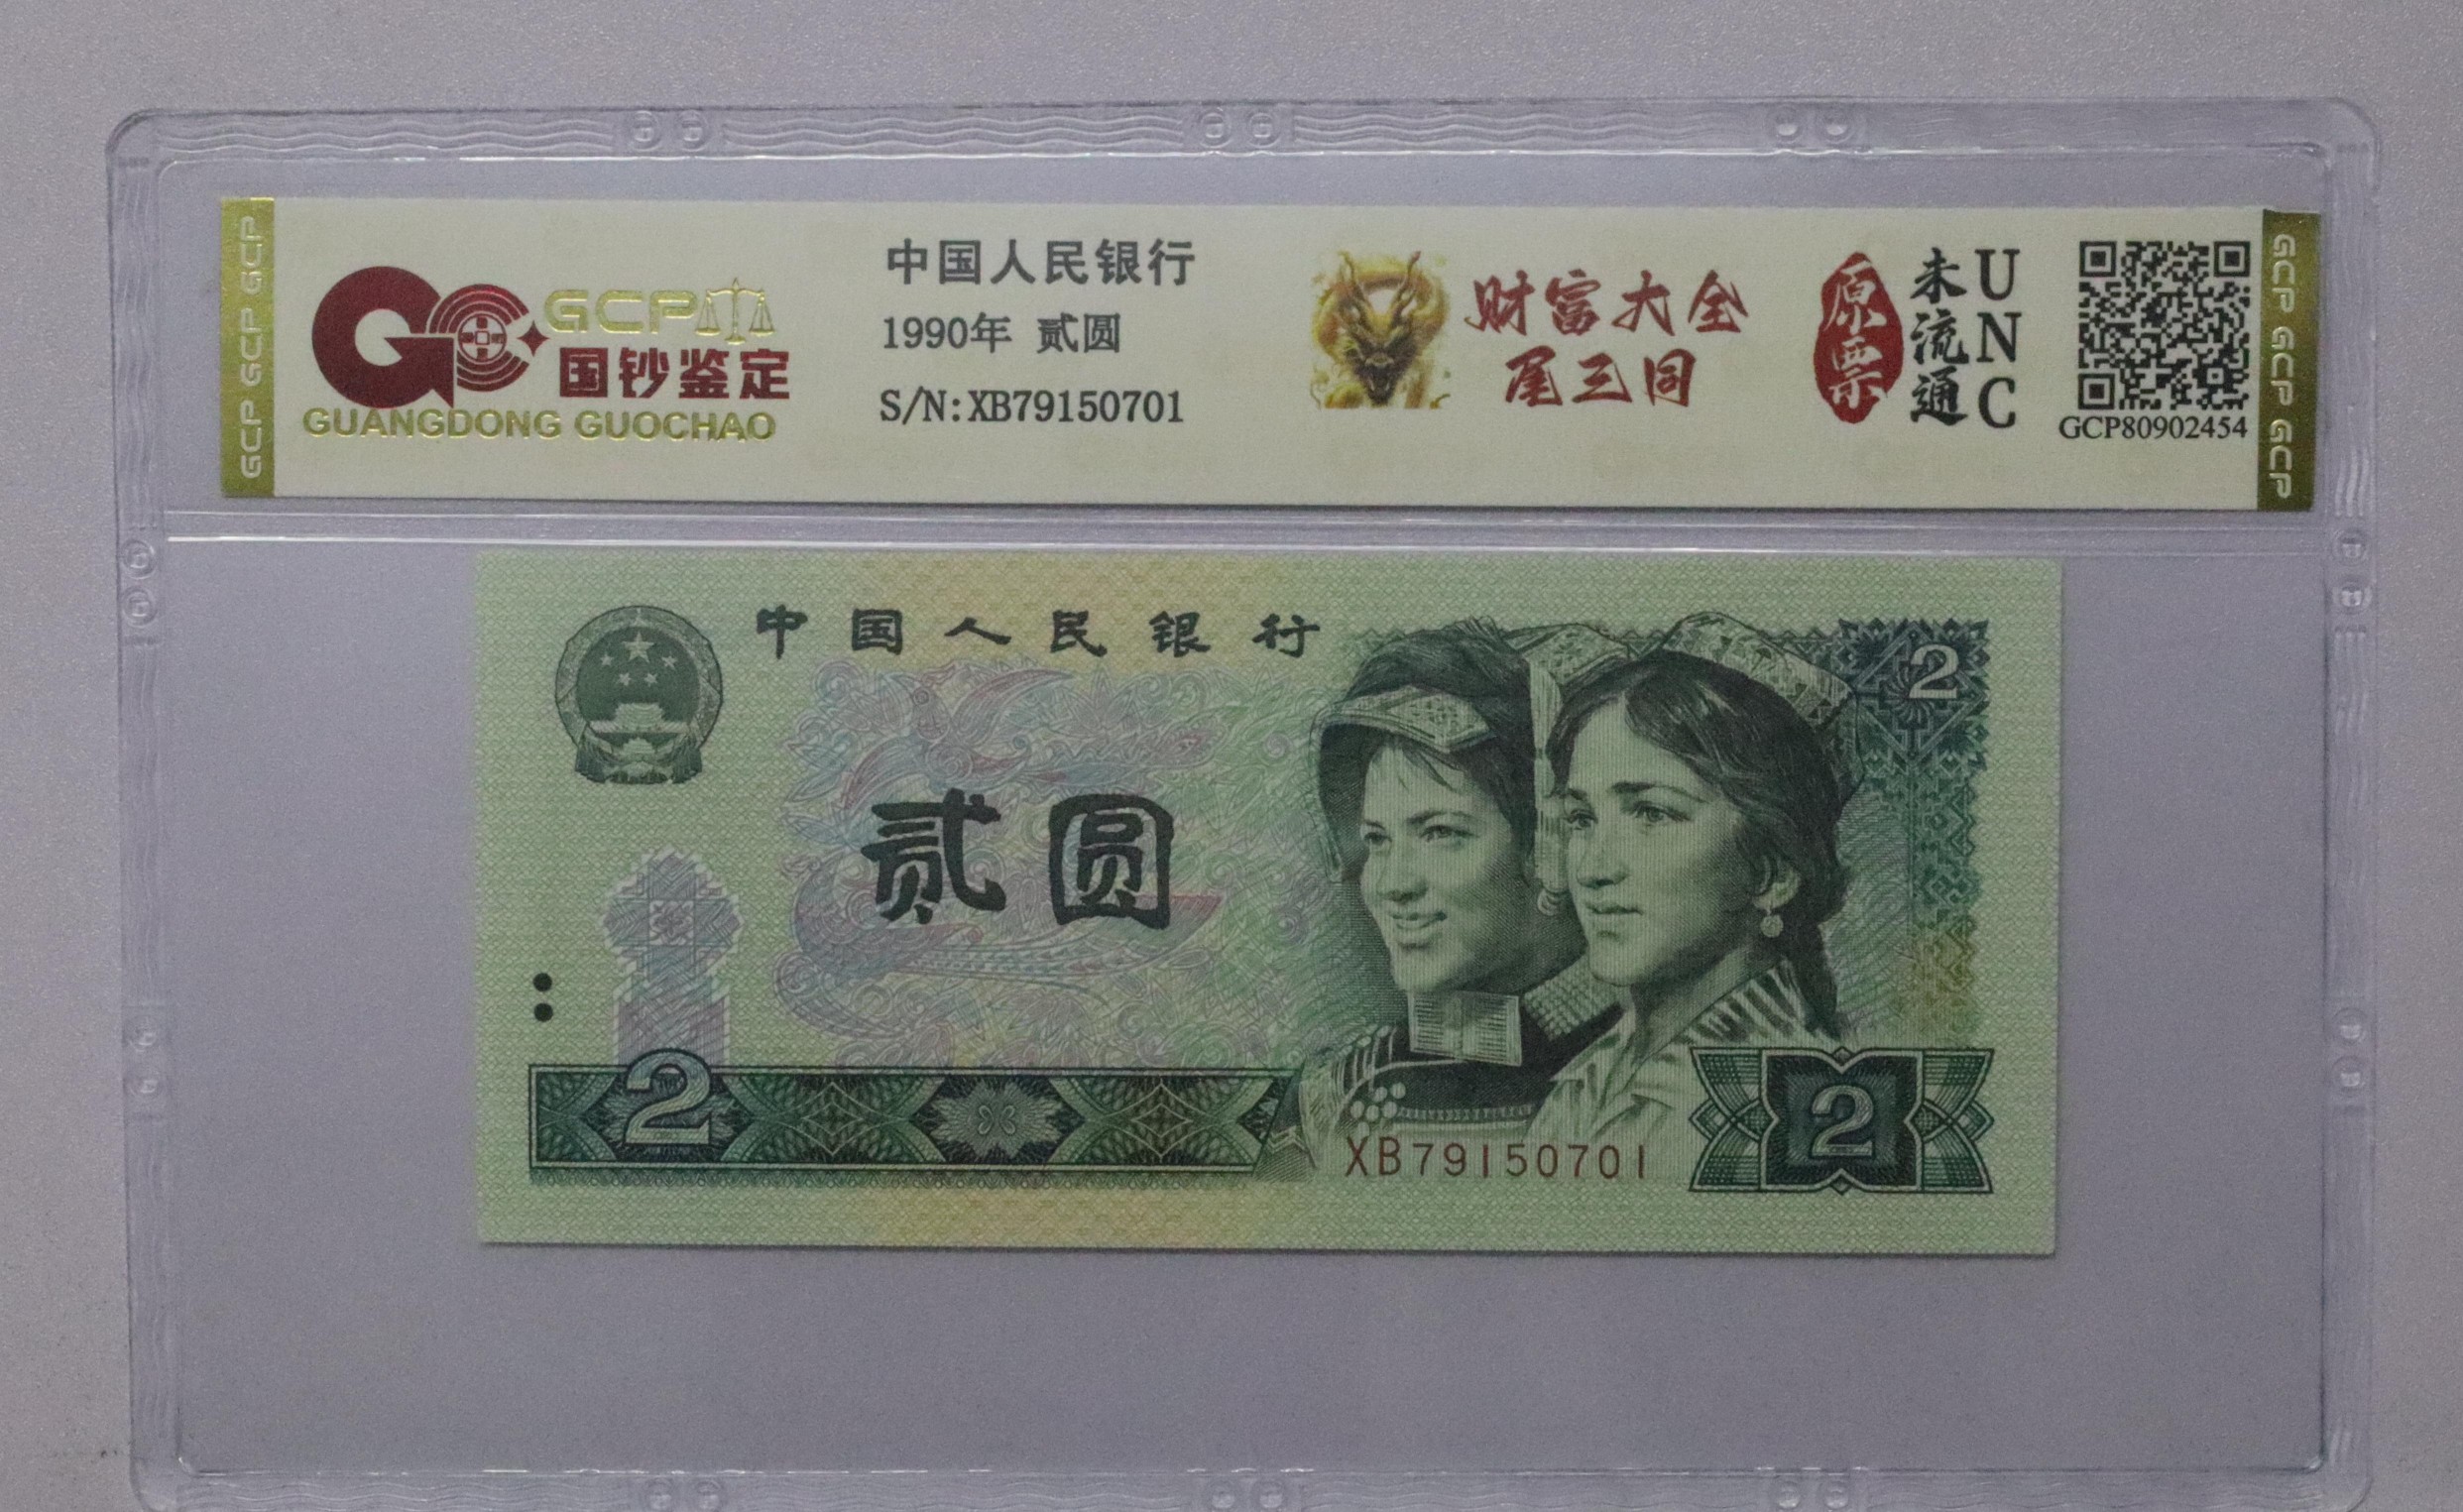 GCP GCP GCP
GCP
国钞鉴定
GUANGDONG GUOCHAO
中国人民银行
1990年 贰圆
S/N:XB79150701
财富大全
尾三同
原票
未流通
UNC
GCP80902454
GCP GCP GCP
中国人民银行
2
贰圆
2
XB79150701
2